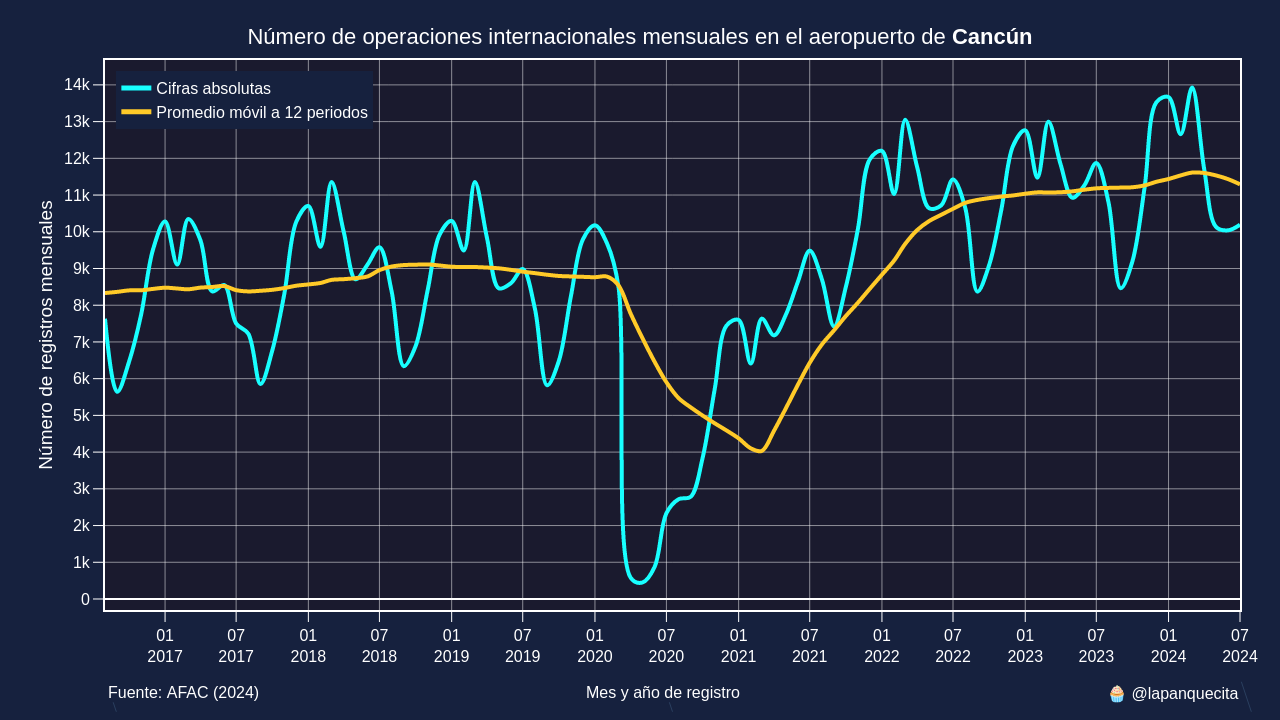 Número de operaciones internacionales mensuales en el aeropuerto de Cancún
Cifras absolutas
Promedio móvil a 12 periodos
Número de registros mensuales
14k
13k
12k
11k
10k
9k
8k
7k
6k
5k
4k
3k
2k
1k
0
01 07 01 07 01 07 01 07 01 07 01 07 01 07 01 07
2017 2017 2018 2018 2019 2019 2020 2020 2021 2021 2022 2022 2023 2023 2024 2024
Fuente: AFAC (2024) Mes y año de registro 🧁 @lapanquecita